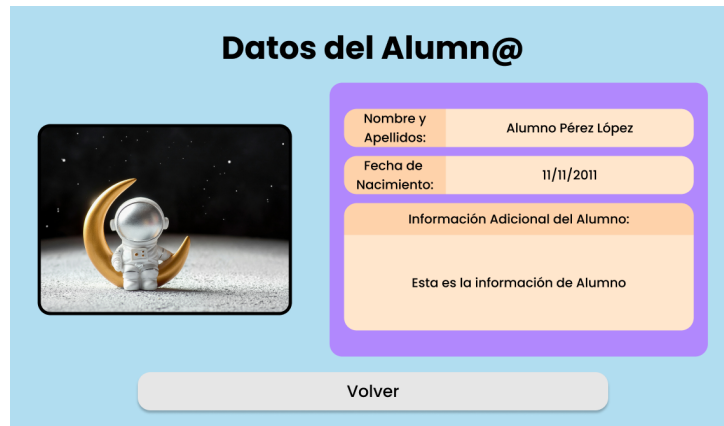 Datos del Alumn@
Nombre y
Apellidos:
Alumno Pérez López
Fecha de
Nacimiento:
11/11/2011
Información Adicional del Alumno:
Esta es la información de Alumno
Volver